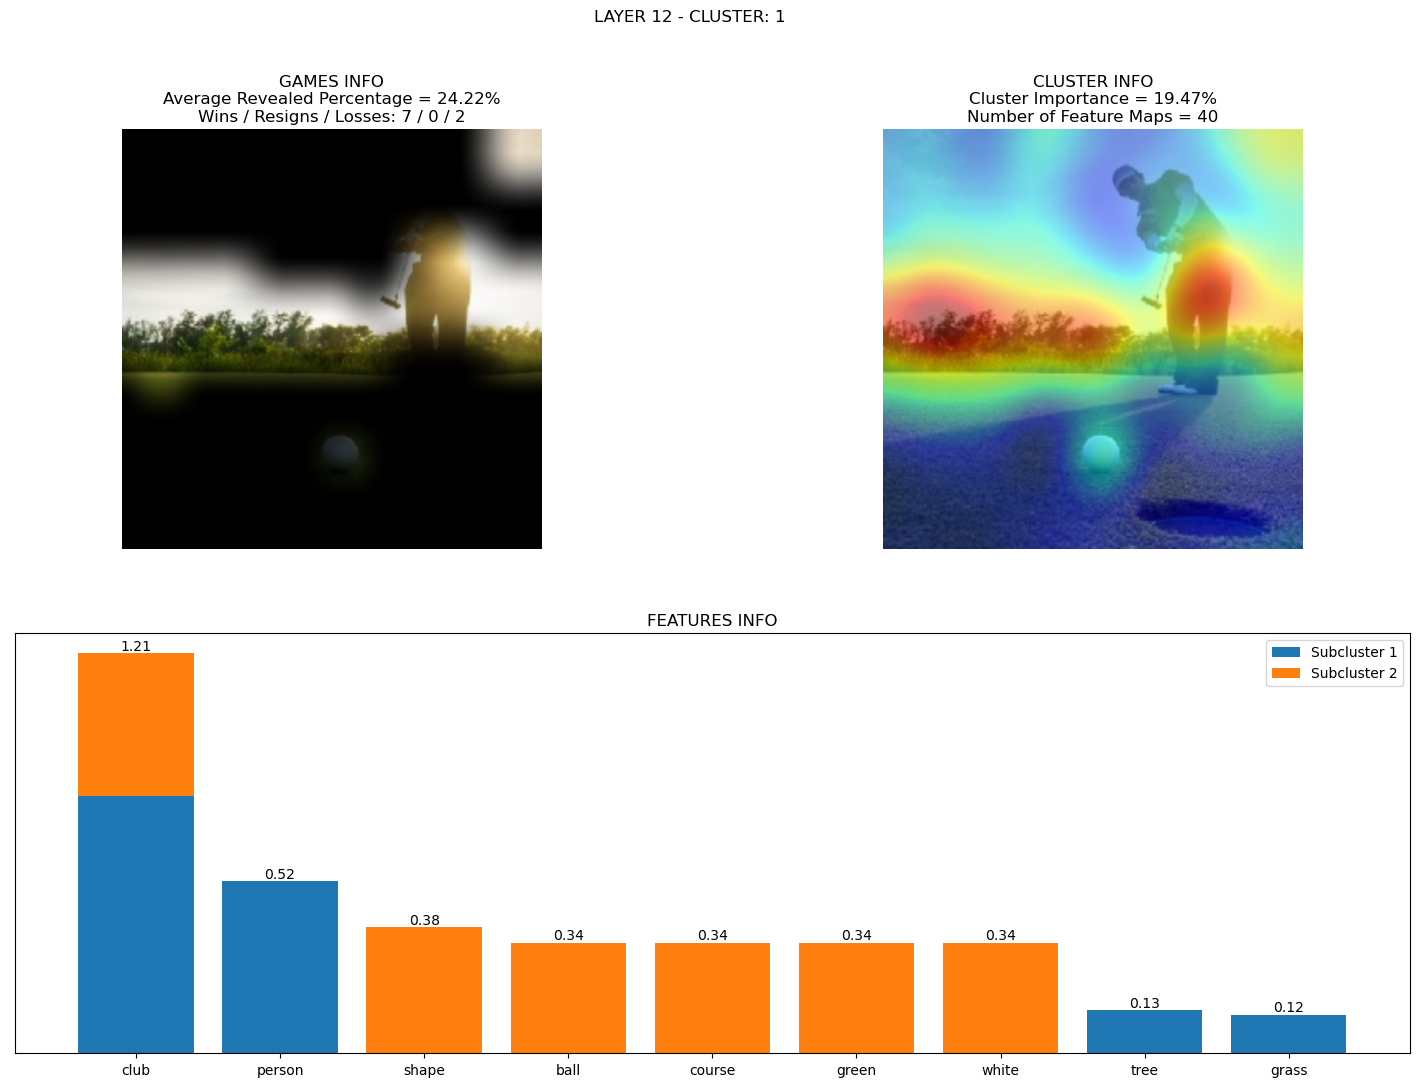 LAYER 12 - CLUSTER: 1
GAMES INFO
Average Revealed Percentage = 24.22%
Wins / Resigns / Losses: 7 / 0 / 2
CLUSTER INFO
Cluster Importance = 19.47%
Number of Feature Maps = 40
FEATURES INFO
Subcluster 1
Subcluster 2
1.21
0.52
0.38
0.34
0.34
0.34
0.34
0.13
0.12
club
person
shape
ball
course
green
white
tree
grass